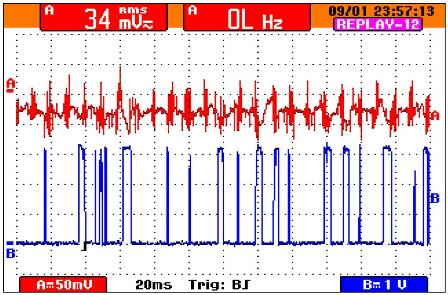 A 34 rms mV≂ A OL Hz 09/01 23:57:13
REPLAY-12
A
B
B
A=50mV 20ms Trig: B∫ B= 1 V